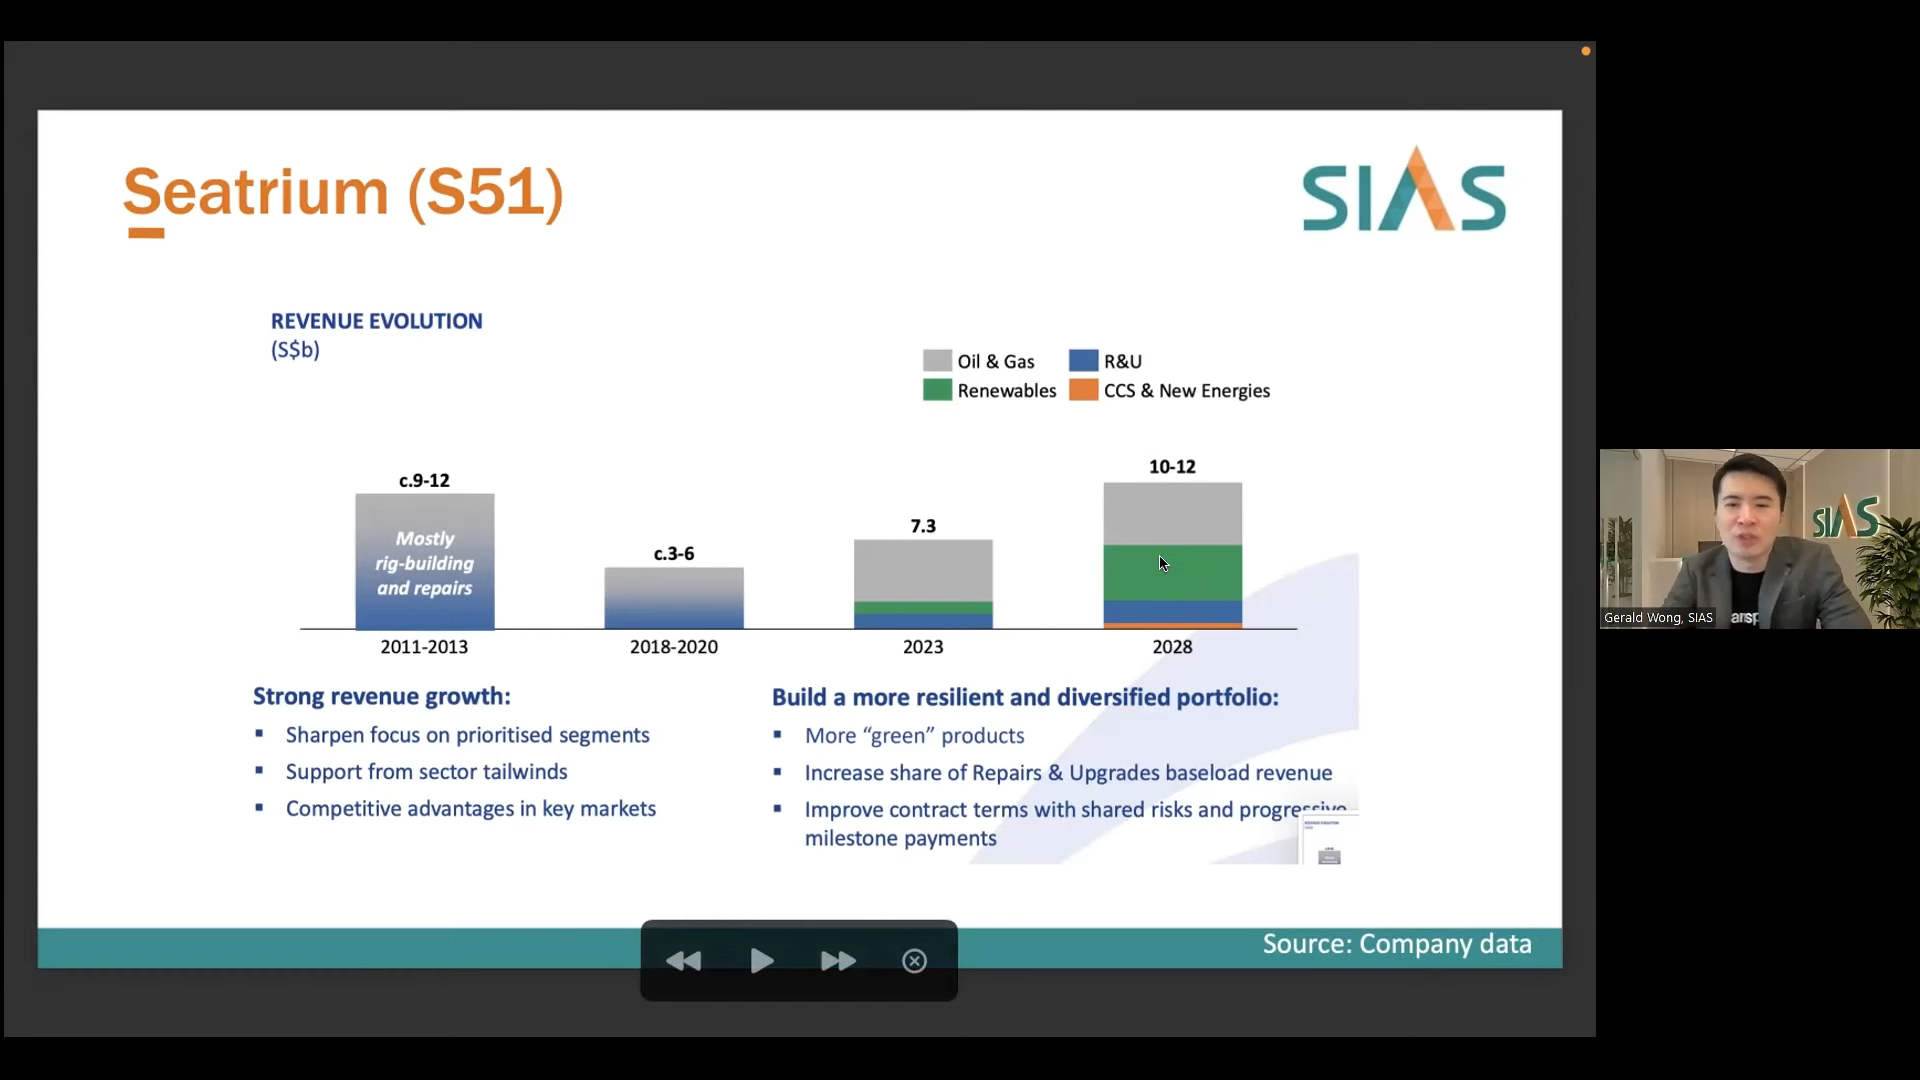 Seatrium (S51)
SIAS
REVENUE EVOLUTION
(S$b)
Oil & Gas
R&U
Renewables
CCS & New Energies
c.9-12
Mostly
rig-building
and repairs
c.3-6
7.3
10-12
2011-2013
2018-2020
2023
2028
Strong revenue growth:
▪ Sharpen focus on prioritised segments
▪ Support from sector tailwinds
▪ Competitive advantages in key markets
Build a more resilient and diversified portfolio:
▪ More “green” products
▪ Increase share of Repairs & Upgrades baseload revenue
▪ Improve contract terms with shared risks and progressive
milestone payments
Source: Company data
SIAS
Gerald Wong, SIAS